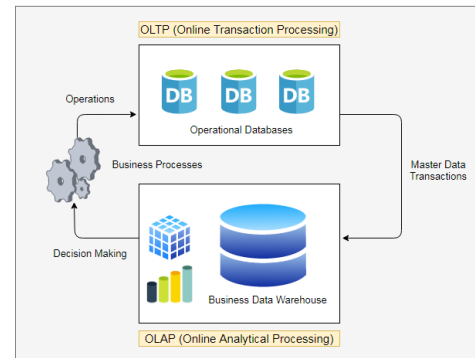 OLTP (Online Transaction Processing)
DB
DB
DB
Operational Databases
Operations
Business Processes
Master Data
Transactions
Decision Making
Business Data Warehouse
OLAP (Online Analytical Processing)